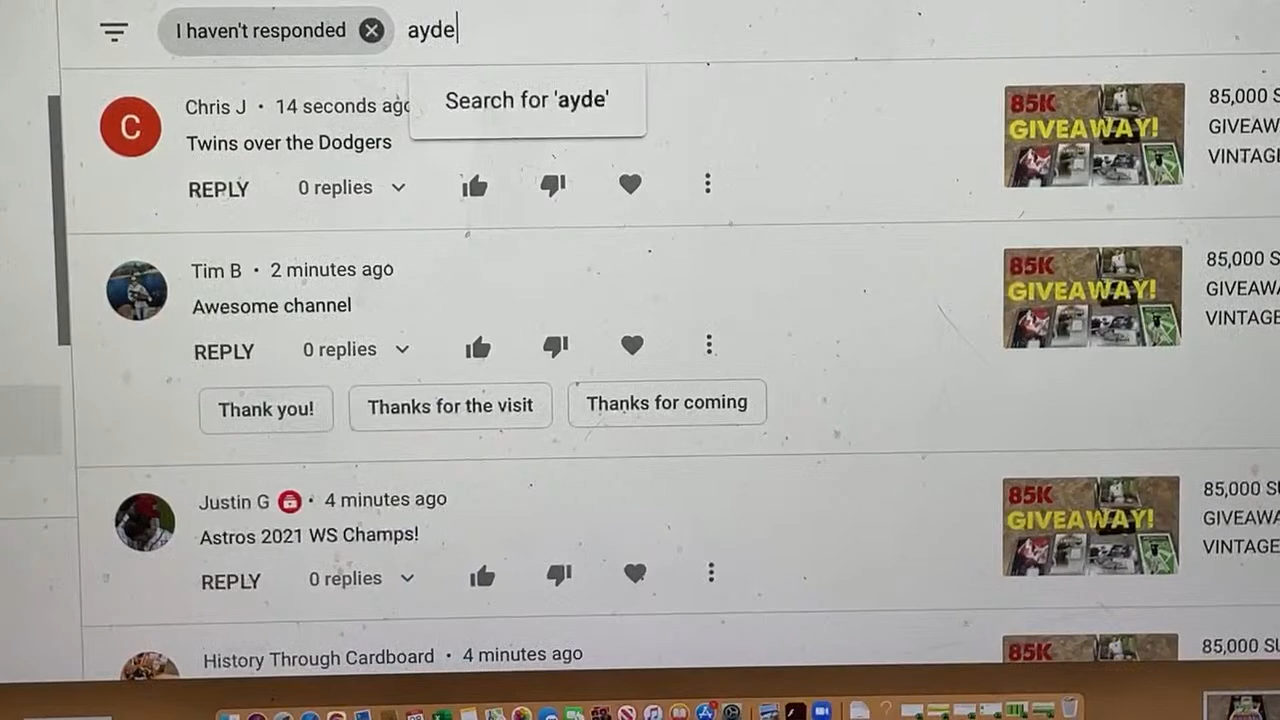 I haven't responded ayde
Search for 'ayde'
Chris J • 14 seconds ago
Twins over the Dodgers
REPLY 0 replies
85K
GIVEAWAY!
85,000 S
GIVEAW
VINTAGE
Tim B • 2 minutes ago
Awesome channel
REPLY 0 replies
Thank you! Thanks for the visit Thanks for coming
85K
GIVEAWAY!
85,000 S
GIVEAWA
VINTAGE
Justin G • 4 minutes ago
Astros 2021 WS Champs!
REPLY 0 replies
85K
GIVEAWAY!
85,000 SU
GIVEAWA
VINTAGE
History Through Cardboard • 4 minutes ago
85K
85,000 SU